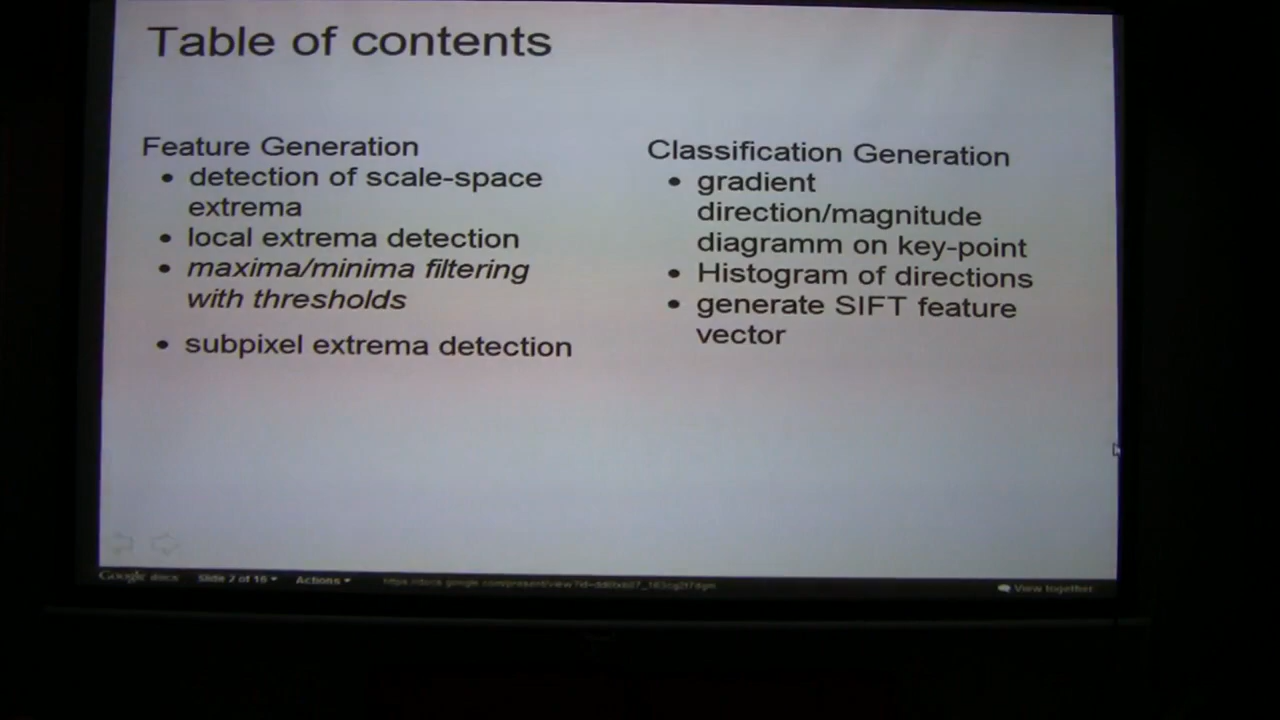 Table of contents
Feature Generation
• detection of scale-space
extrema
• local extrema detection
• maxima/minima filtering
with thresholds
• subpixel extrema detection
Classification Generation
• gradient
direction/magnitude
diagramm on key-point
• Histogram of directions
• generate SIFT feature
vector
Google docs
Slide 2 of 16
Actions
View together